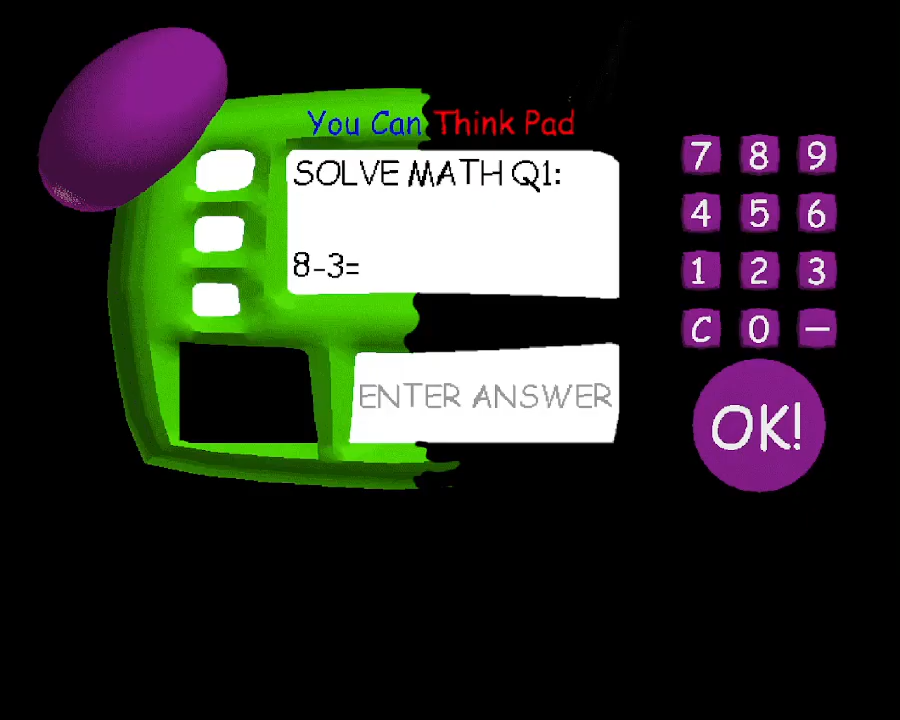 You Can Think Pad
SOLVE MATH Q1:
8-3=
ENTER ANSWER
7 8 9
4 5 6
1 2 3
C 0 —
OK!